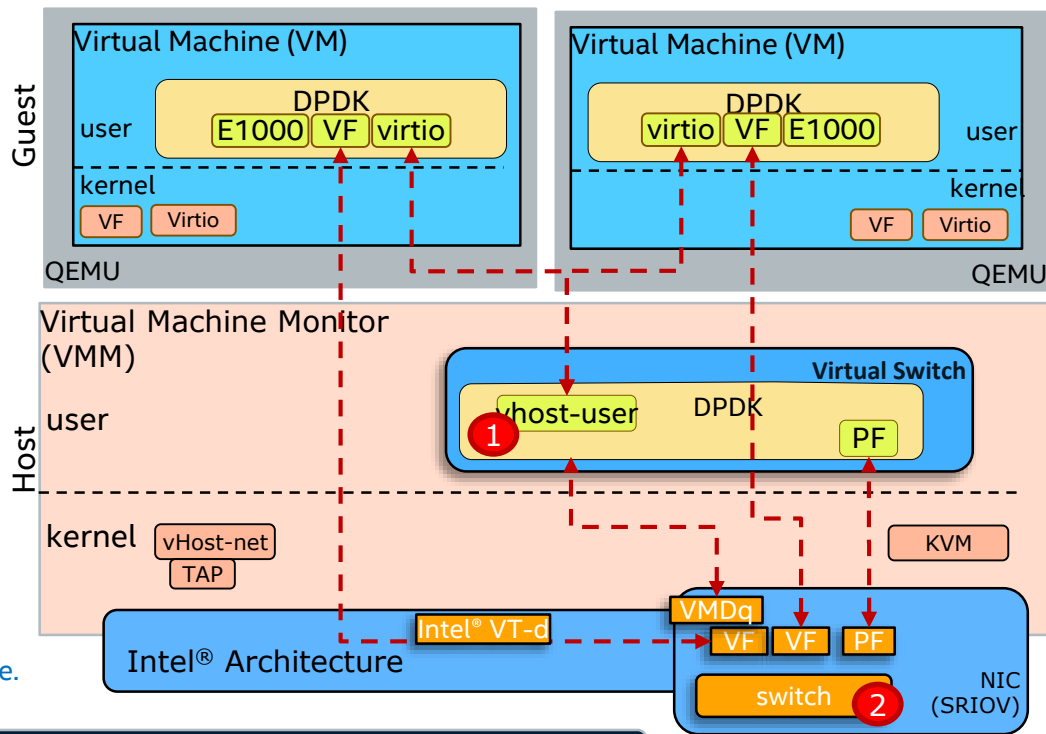 Virtual Machine (VM)
DPDK
E1000 VF virtio
user
kernel
VF Virtio
QEMU
Guest
Virtual Machine (VM)
DPDK
virtio VF E1000
user
kernel
VF Virtio
QEMU
Host
Virtual Machine Monitor
(VMM)
user
Virtual Switch
DPDK
vhost-user
1
PF
kernel
vHost-net
TAP
KVM
VMDq
Intel® VT-d
VF VF PF
Intel® Architecture
switch 2
NIC
(SRIOV)
e.